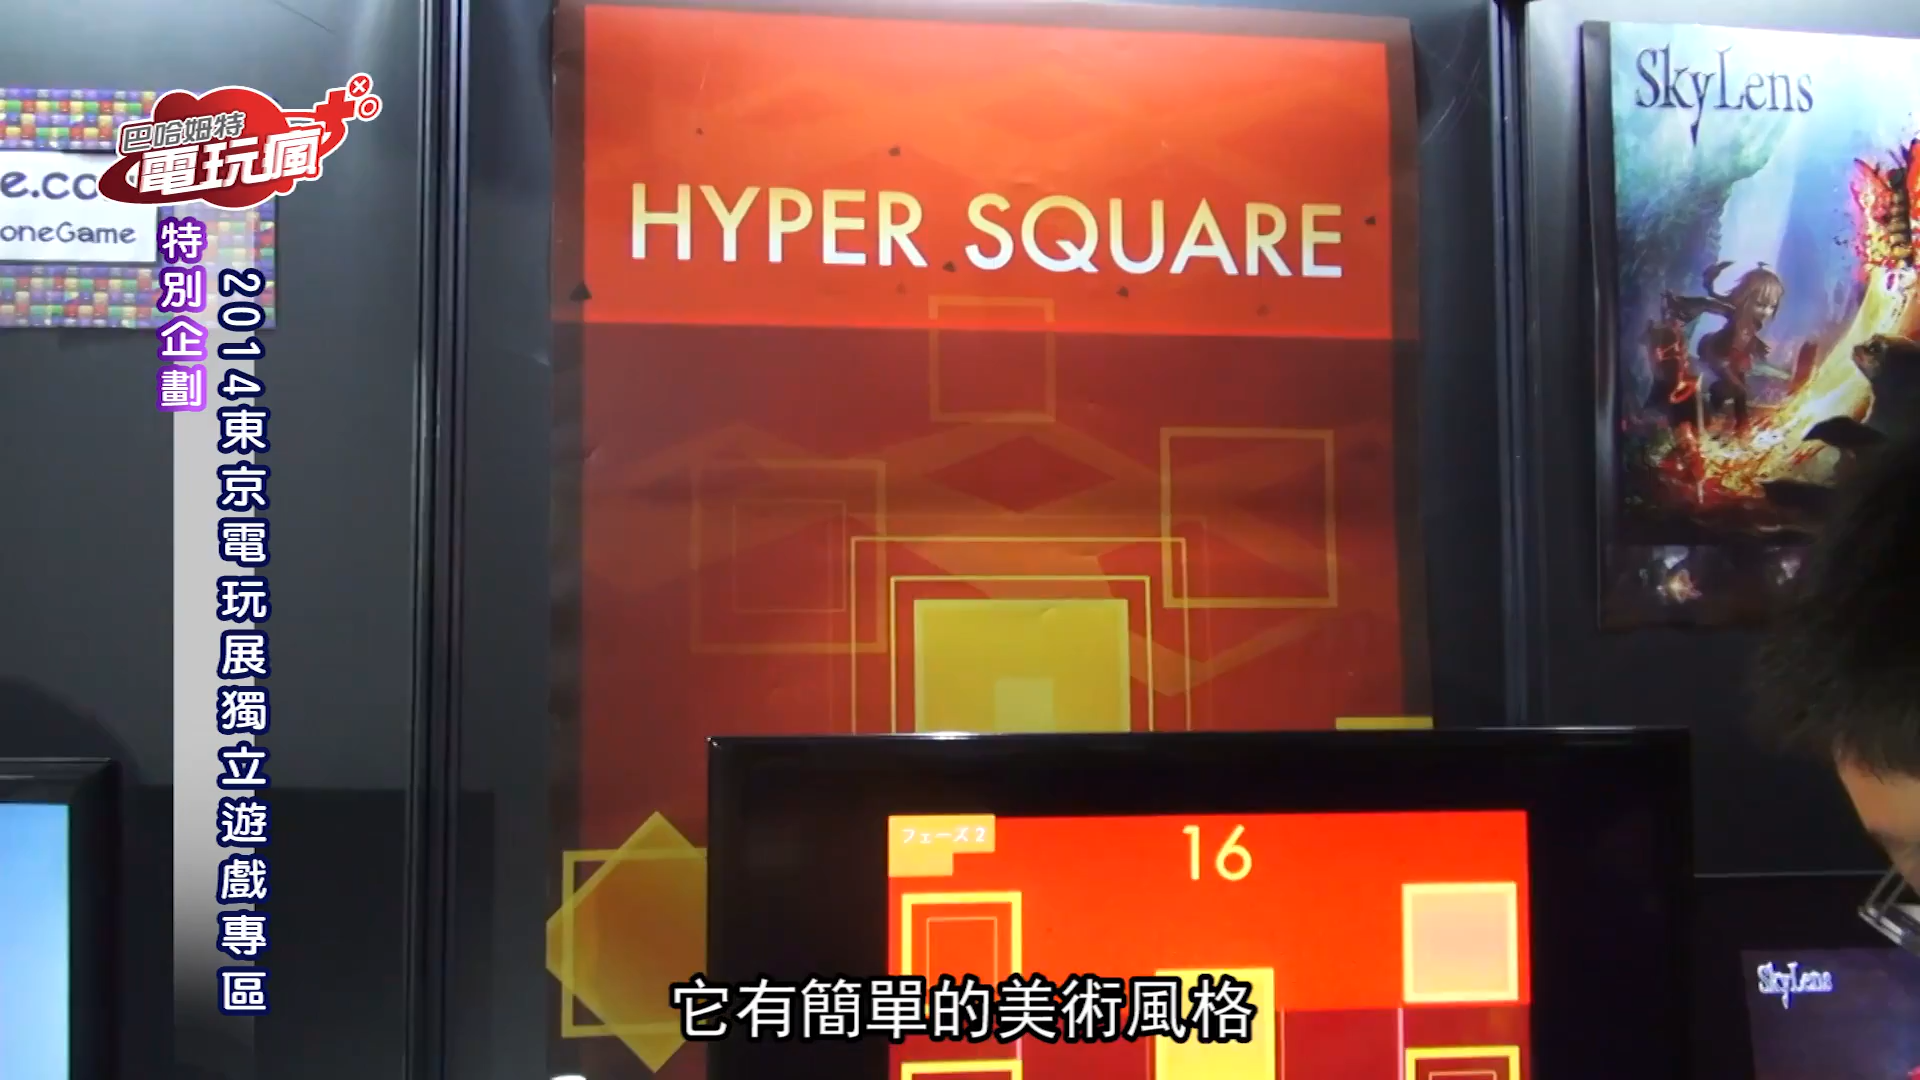 巴哈姆特
電玩瘋
特別企劃
2014東京電玩展獨立遊戲專區
e.co
oneGame
HYPER SQUARE
SkyLens
フェーズ 2
16
SkyLens
它有簡單的美術風格